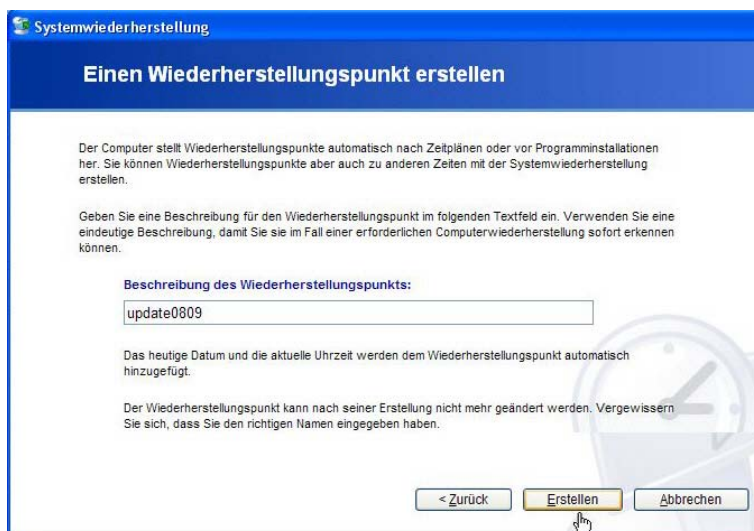 Systemwiederherstellung
Einen Wiederherstellungspunkt erstellen
Der Computer stellt Wiederherstellungspunkte automatisch nach Zeitplänen oder vor Programminstallationen
her. Sie können Wiederherstellungspunkte aber auch zu anderen Zeiten mit der Systemwiederherstellung
erstellen.
Geben Sie eine Beschreibung für den Wiederherstellungspunkt im folgenden Textfeld ein. Verwenden Sie eine
eindeutige Beschreibung, damit Sie sie im Fall einer erforderlichen Computerwiederherstellung sofort erkennen
können.
Beschreibung des Wiederherstellungspunkts:
update0809
Das heutige Datum und die aktuelle Uhrzeit werden dem Wiederherstellungspunkt automatisch
hinzugefügt.
Der Wiederherstellungspunkt kann nach seiner Erstellung nicht mehr geändert werden. Vergewissern
Sie sich, dass Sie den richtigen Namen eingegeben haben.
< Zurück Erstellen Abbrechen